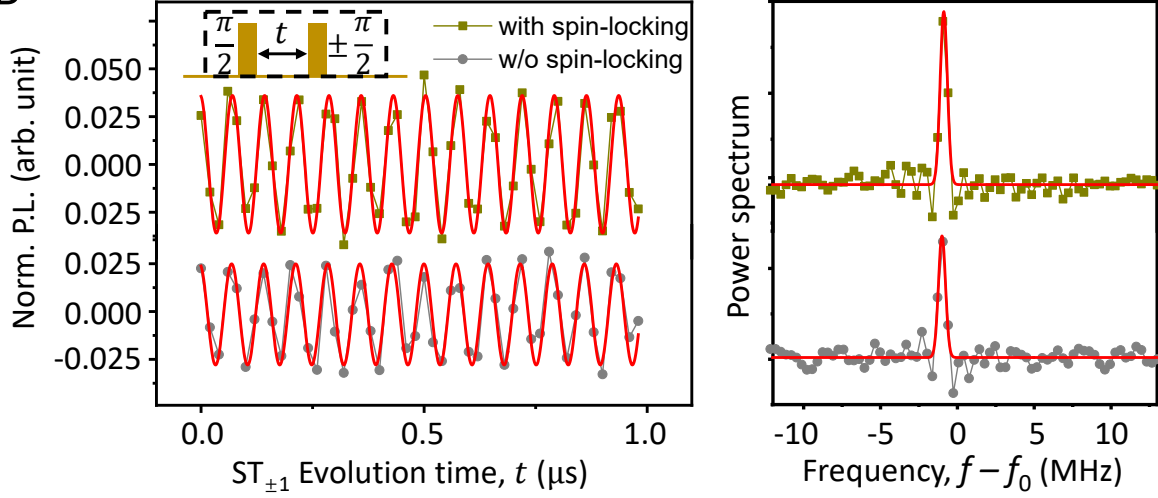 π/2 t ± π/2
with spin-locking
w/o spin-locking
Norm. P.L. (arb. unit)
0.050
0.025
0.000
0.025
0.025
0.000
-0.025
0.0 0.5 1.0
ST±1 Evolution time, t (μs)
Power spectrum
-10 -5 0 5 10
Frequency, f − f0 (MHz)